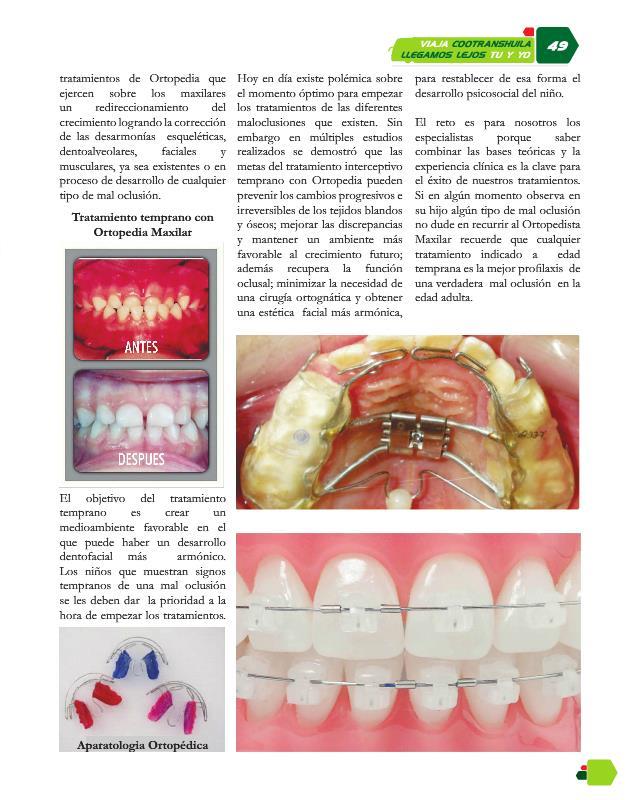 VIAJA COOTRANSHUILA
LLEGAMOS LEJOS TU Y YO
49
tratamientos de Ortopedia que
ejercen sobre los maxilares
un redireccionamiento del
crecimiento logrando la corrección
de las desarmonías esqueléticas,
dentoalveolares, faciales y
musculares, ya sea existentes o en
proceso de desarrollo de cualquier
tipo de mal oclusión.
Tratamiento temprano con
Ortopedia Maxilar
ANTES
DESPUES
El objetivo del tratamiento
temprano es crear un
medioambiente favorable en el
que puede haber un desarrollo
dentofacial más armónico.
Los niños que muestran signos
tempranos de una mal oclusión
se les deben dar la prioridad a la
hora de empezar los tratamientos.
Aparatologia Ortopédica
Hoy en día existe polémica sobre
el momento óptimo para empezar
los tratamientos de las diferentes
maloclusiones que existen. Sin
embargo en múltiples estudios
realizados se demostró que las
metas del tratamiento interceptivo
temprano con Ortopedia pueden
prevenir los cambios progresivos e
irreversibles de los tejidos blandos
y óseos; mejorar las discrepancias
y mantener un ambiente más
favorable al crecimiento futuro;
además recupera la función
oclusal; minimizar la necesidad de
una cirugía ortognática y obtener
una estética facial más armónica,
para restablecer de esa forma el
desarrollo psicosocial del niño.
El reto es para nosotros los
especialistas porque saber
combinar las bases teóricas y la
experiencia clínica es la clave para
el éxito de nuestros tratamientos.
Si en algún momento observa en
su hijo algún tipo de mal oclusión
no dude en recurrir al Ortopedista
Maxilar recuerde que cualquier
tratamiento indicado a edad
temprana es la mejor profilaxis de
una verdadera mal oclusión en la
edad adulta.